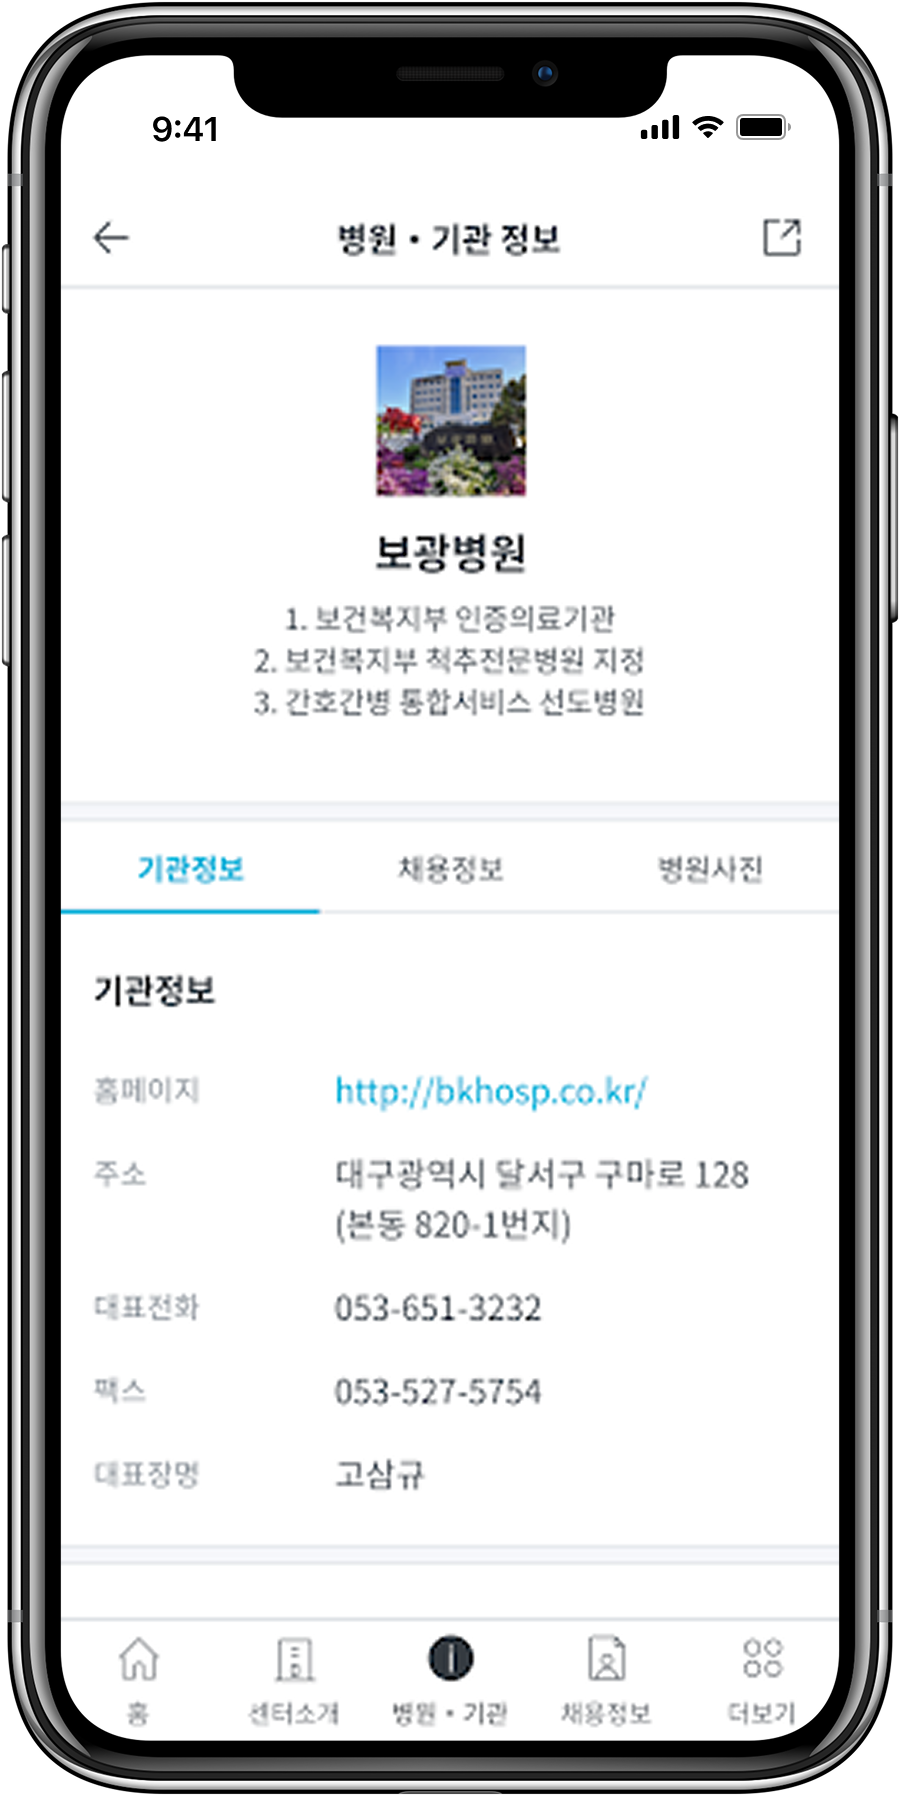 9:41
병원 • 기관 정보
보광병원
1. 보건복지부 인증의료기관
2. 보건복지부 척추전문병원 지정
3. 간호간병 통합서비스 선도병원
기관정보 채용정보 병원사진
기관정보
홈페이지 http://bkhosp.co.kr/
주소 대구광역시 달서구 구마로 128
(본동 820-1번지)
대표전화 053-651-3232
팩스 053-527-5754
대표장명 고삼규
홈 센터소개 병원 • 기관 채용정보 더보기